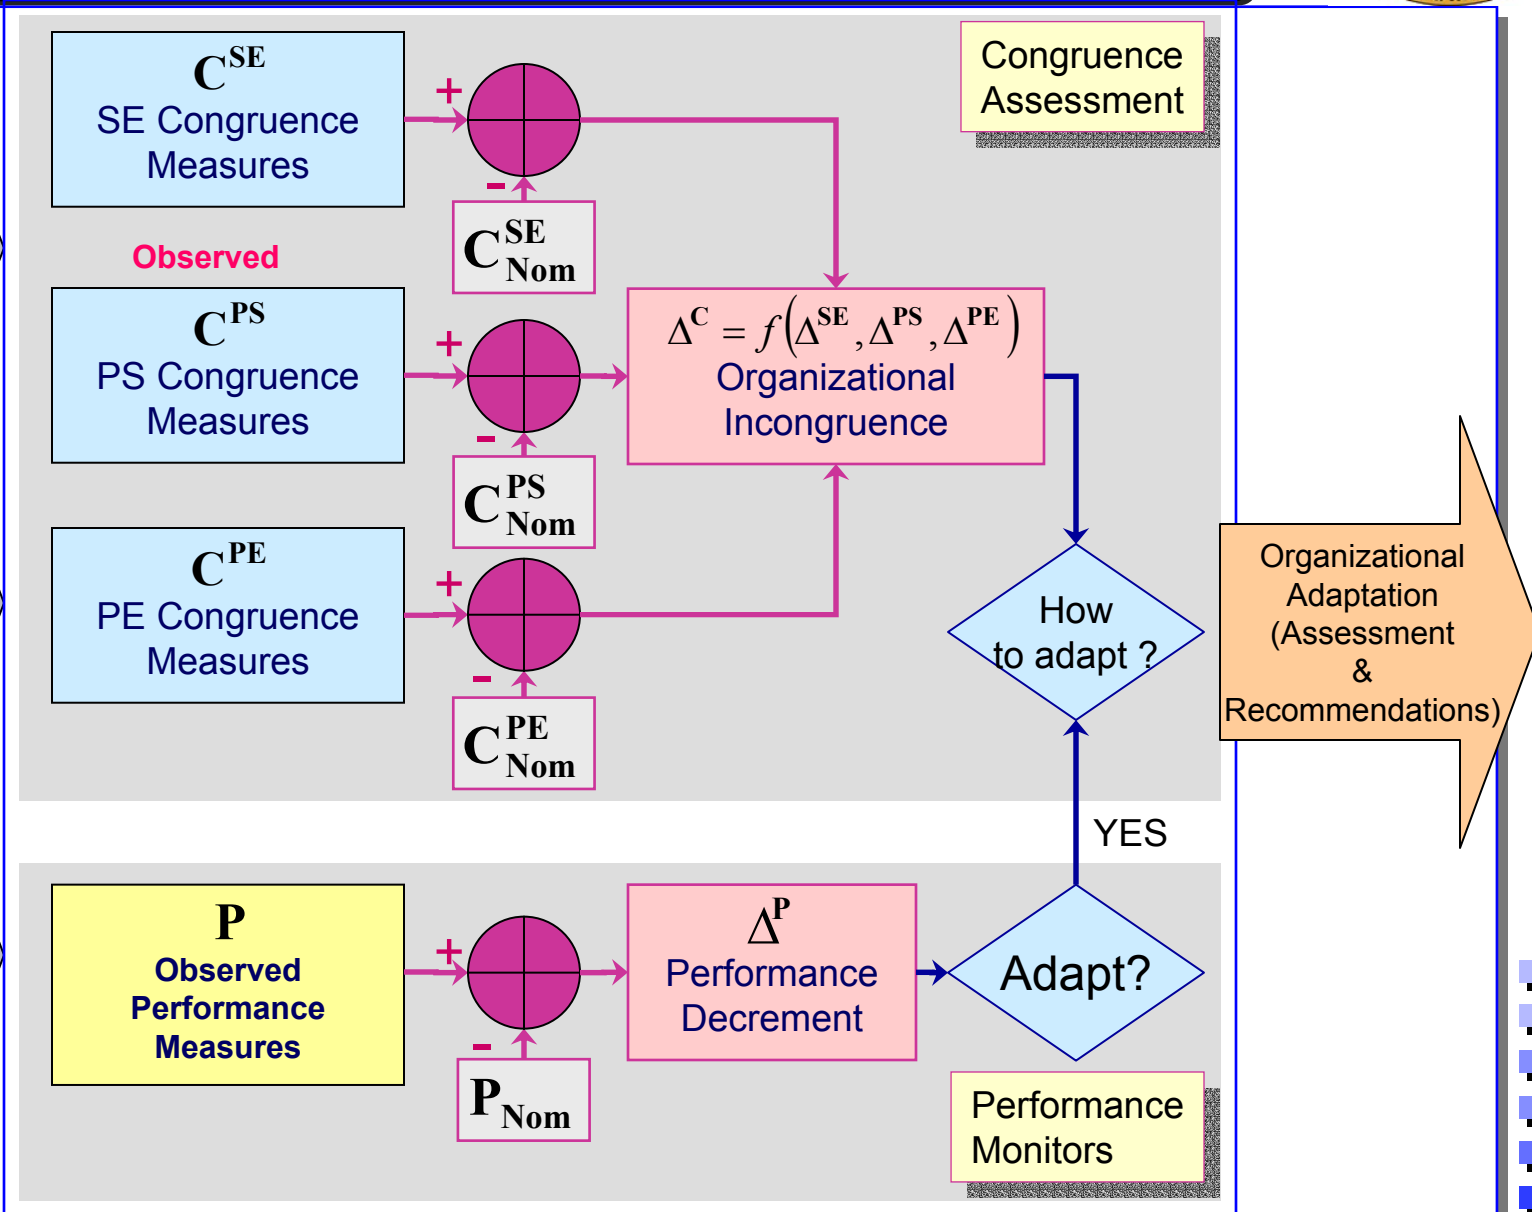 C^SE
SE Congruence
Measures
+
-
C^SE_Nom
Congruence
Assessment
Observed
C^PS
PS Congruence
Measures
+
-
C^PS_Nom
Δ^C = f(Δ^SE, Δ^PS, Δ^PE)
Organizational
Incongruence
C^PE
PE Congruence
Measures
+
-
C^PE_Nom
How
to adapt ?
Organizational
Adaptation
(Assessment
&
Recommendations)
YES
P
Observed
Performance
Measures
+
-
P_Nom
Δ^P
Performance
Decrement
Adapt?
Performance
Monitors